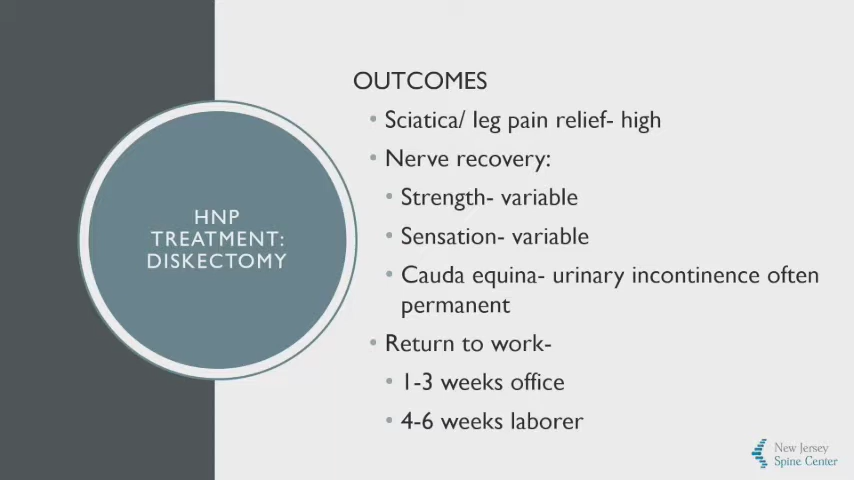 HNP
TREATMENT:
DISKECTOMY
OUTCOMES
• Sciatica/ leg pain relief- high
• Nerve recovery:
• Strength- variable
• Sensation- variable
• Cauda equina- urinary incontinence often
permanent
• Return to work-
• 1-3 weeks office
• 4-6 weeks laborer
New Jersey
Spine Center